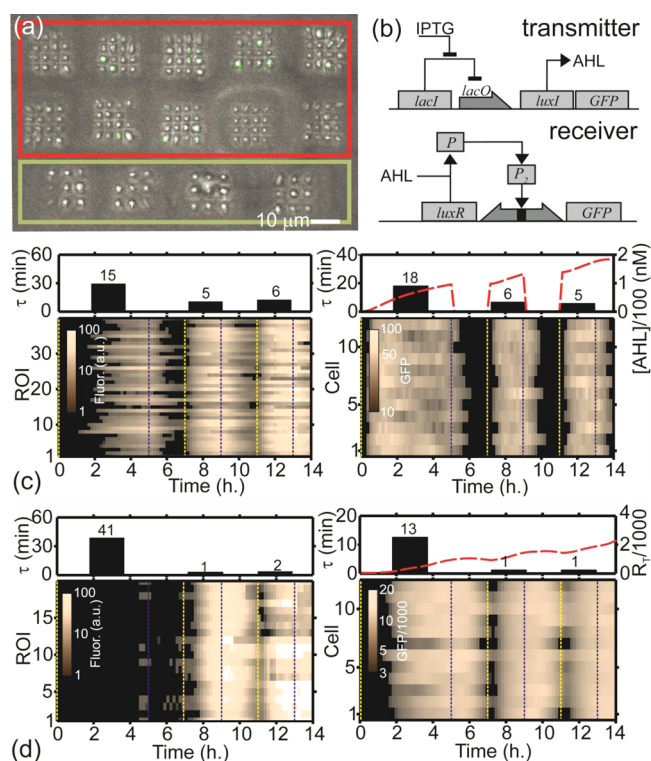 (a)
10 μm
(b)
IPTG
transmitter
AHL
lacI
lacO
luxI
GFP
receiver
P
AHL
P2
luxR
GFP
60
30
0
τ (min)
15
5
6
40
20
0
τ (min)
18
6
5
2
1
0
[AHL]/100 (nM)
30
20
10
1
ROI
100
10
1
Fluor. (a.u.)
0 2 4 6 8 10 12 14
Time (h.)
10
5
1
Cell
100
50
10
GFP
0 2 4 6 8 10 12 14
Time (h.)
(c)
60
30
0
τ (min)
41
1
2
20
10
0
τ (min)
13
1
1
4
2
0
RT/1000
15
10
5
1
ROI
100
10
1
Fluor. (a.u.)
0 2 4 6 8 10 12 14
Time (h.)
10
5
1
Cell
20
10
5
3
GFP/1000
0 2 4 6 8 10 12 14
Time (h.)
(d)